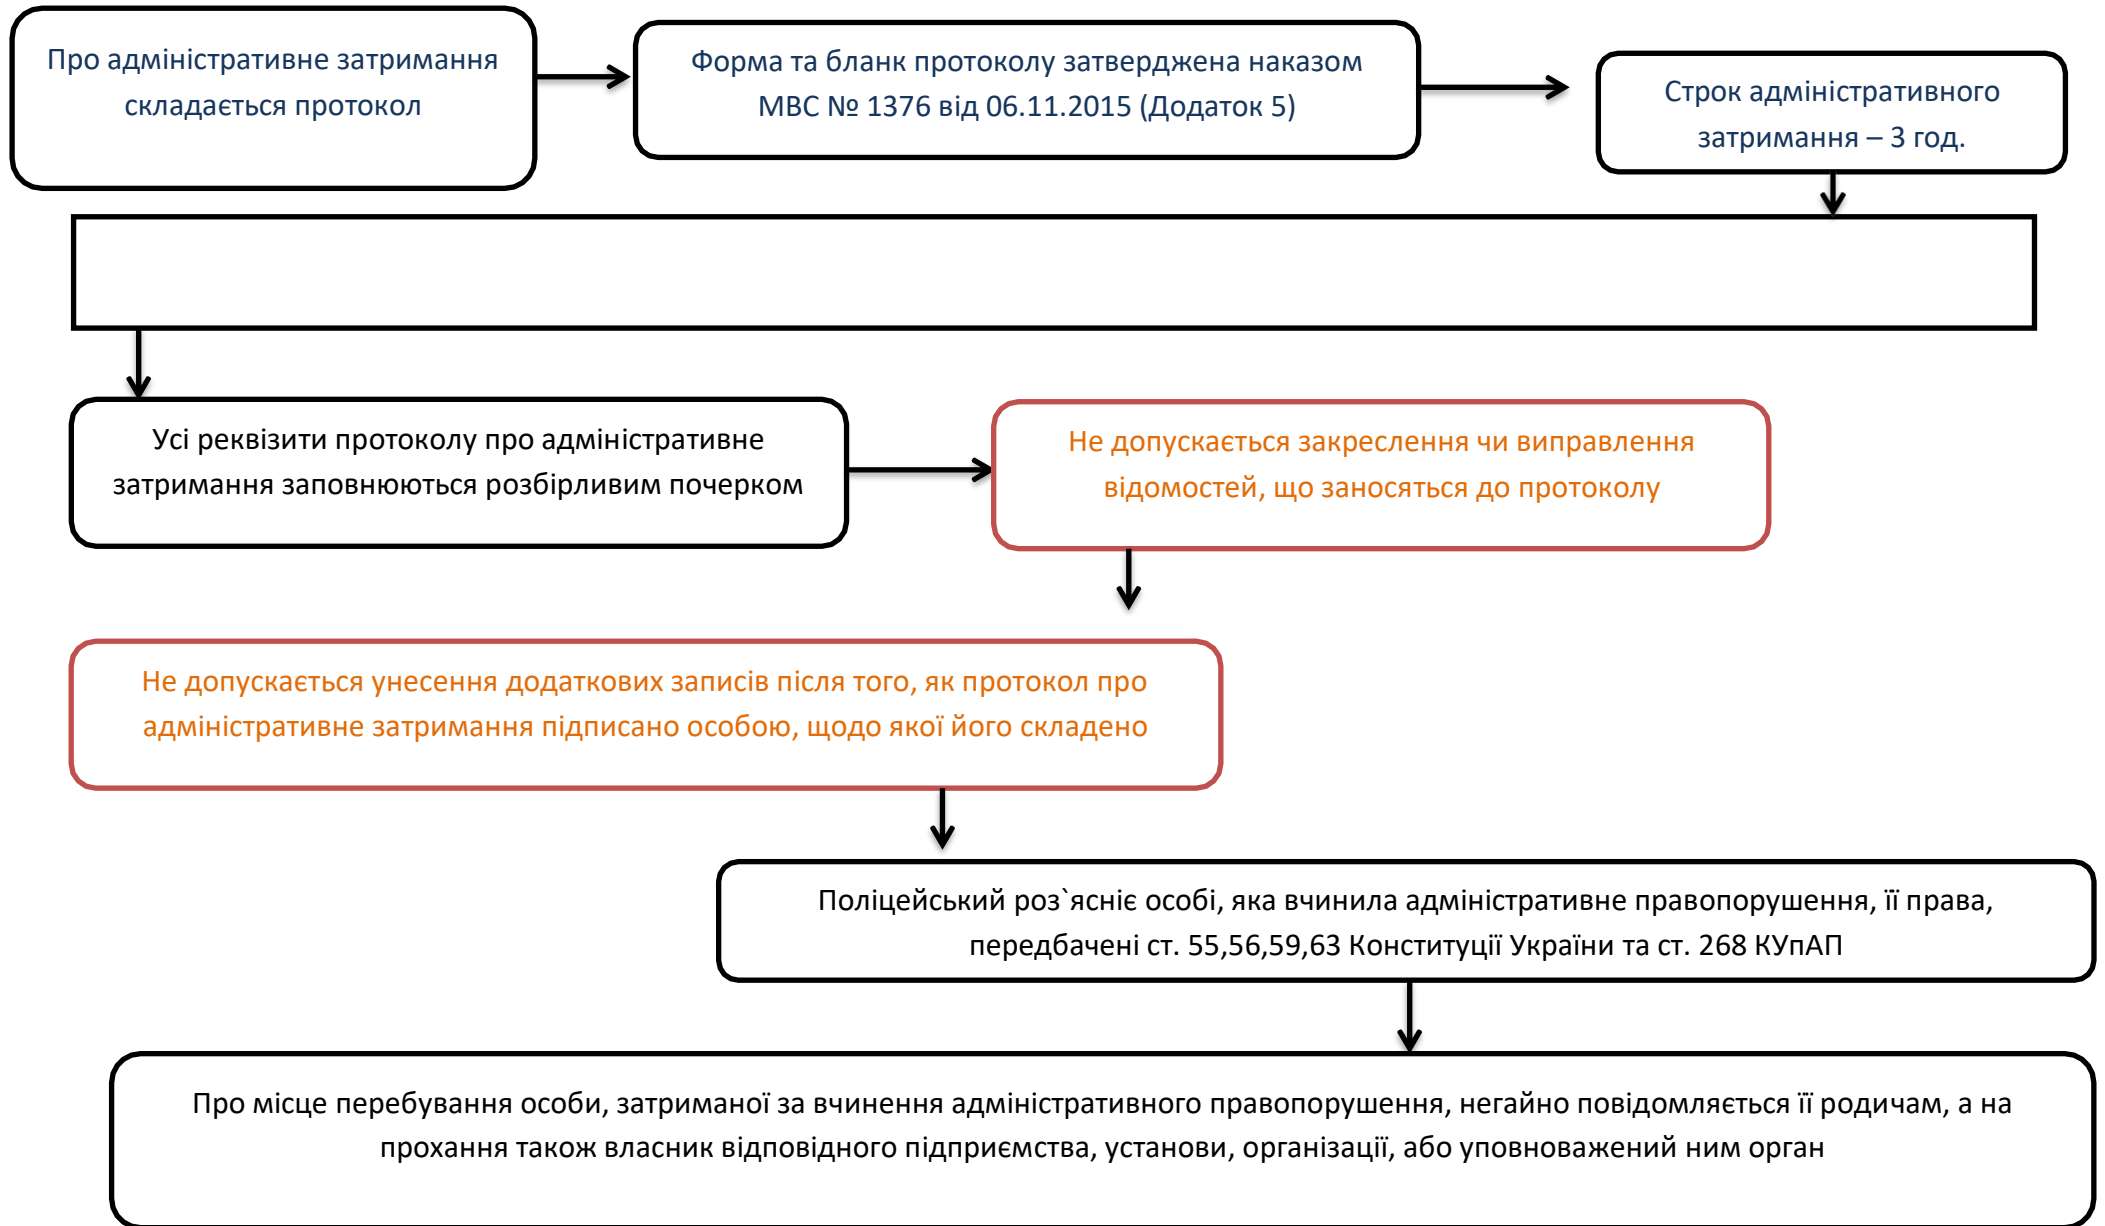 Про адміністративне затримання
складається протокол
Форма та бланк протоколу затверджена наказом
МВС № 1376 від 06.11.2015 (Додаток 5)
Строк адміністративного
затримання – 3 год.
Усі реквізити протоколу про адміністративне
затримання заповнюються розбірливим почерком
Не допускається закреслення чи виправлення
відомостей, що заносяться до протоколу
Не допускається унесення додаткових записів після того, як протокол про
адміністративне затримання підписано особою, щодо якої його складено
Поліцейський роз`ясніє особі, яка вчинила адміністративне правопорушення, її права,
передбачені ст. 55,56,59,63 Конституції України та ст. 268 КУпАП
Про місце перебування особи, затриманої за вчинення адміністративного правопорушення, негайно повідомляється її родичам, а на
прохання також власник відповідного підприємства, установи, організації, або уповноважений ним орган